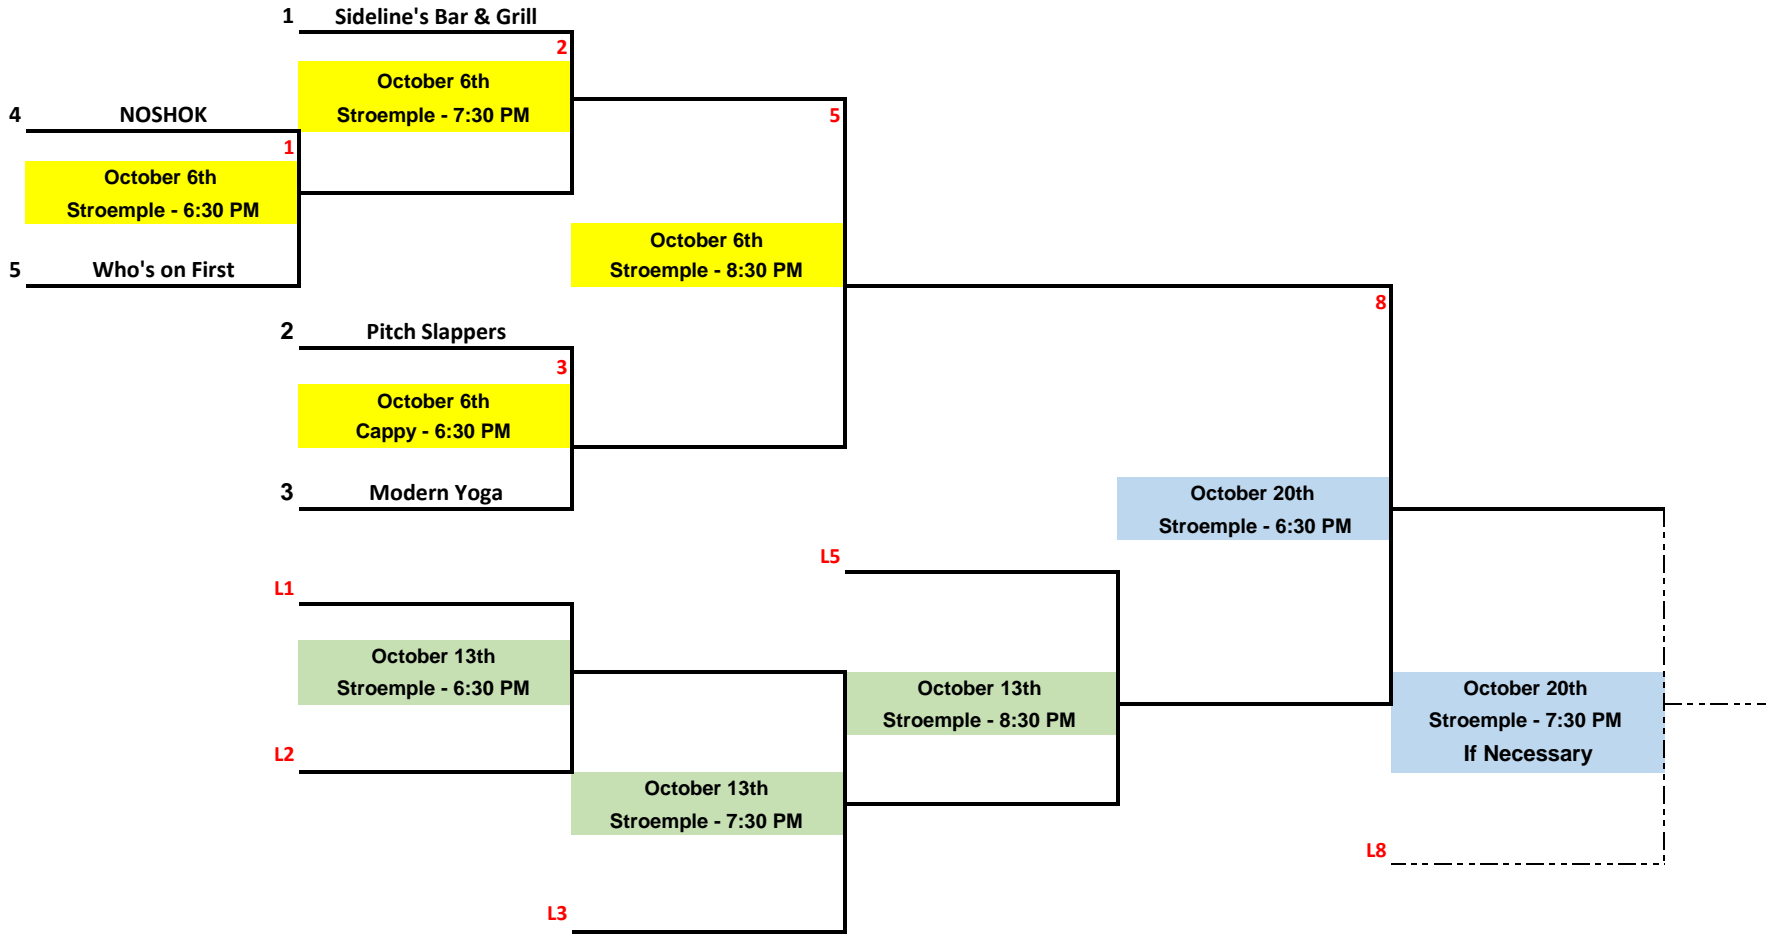 1 Sideline's Bar & Grill
2
October 6th
Stroemple - 7:30 PM
4 NOSHOK
5
1
October 6th
Stroemple - 6:30 PM
October 6th
Stroemple - 8:30 PM
5 Who's on First
8
2 Pitch Slappers
3
October 6th
Cappy - 6:30 PM
3 Modern Yoga
October 20th
Stroemple - 6:30 PM
L5
L1
October 13th
Stroemple - 6:30 PM
October 13th
Stroemple - 8:30 PM
October 20th
Stroemple - 7:30 PM
If Necessary
L2
October 13th
Stroemple - 7:30 PM
L8
L3